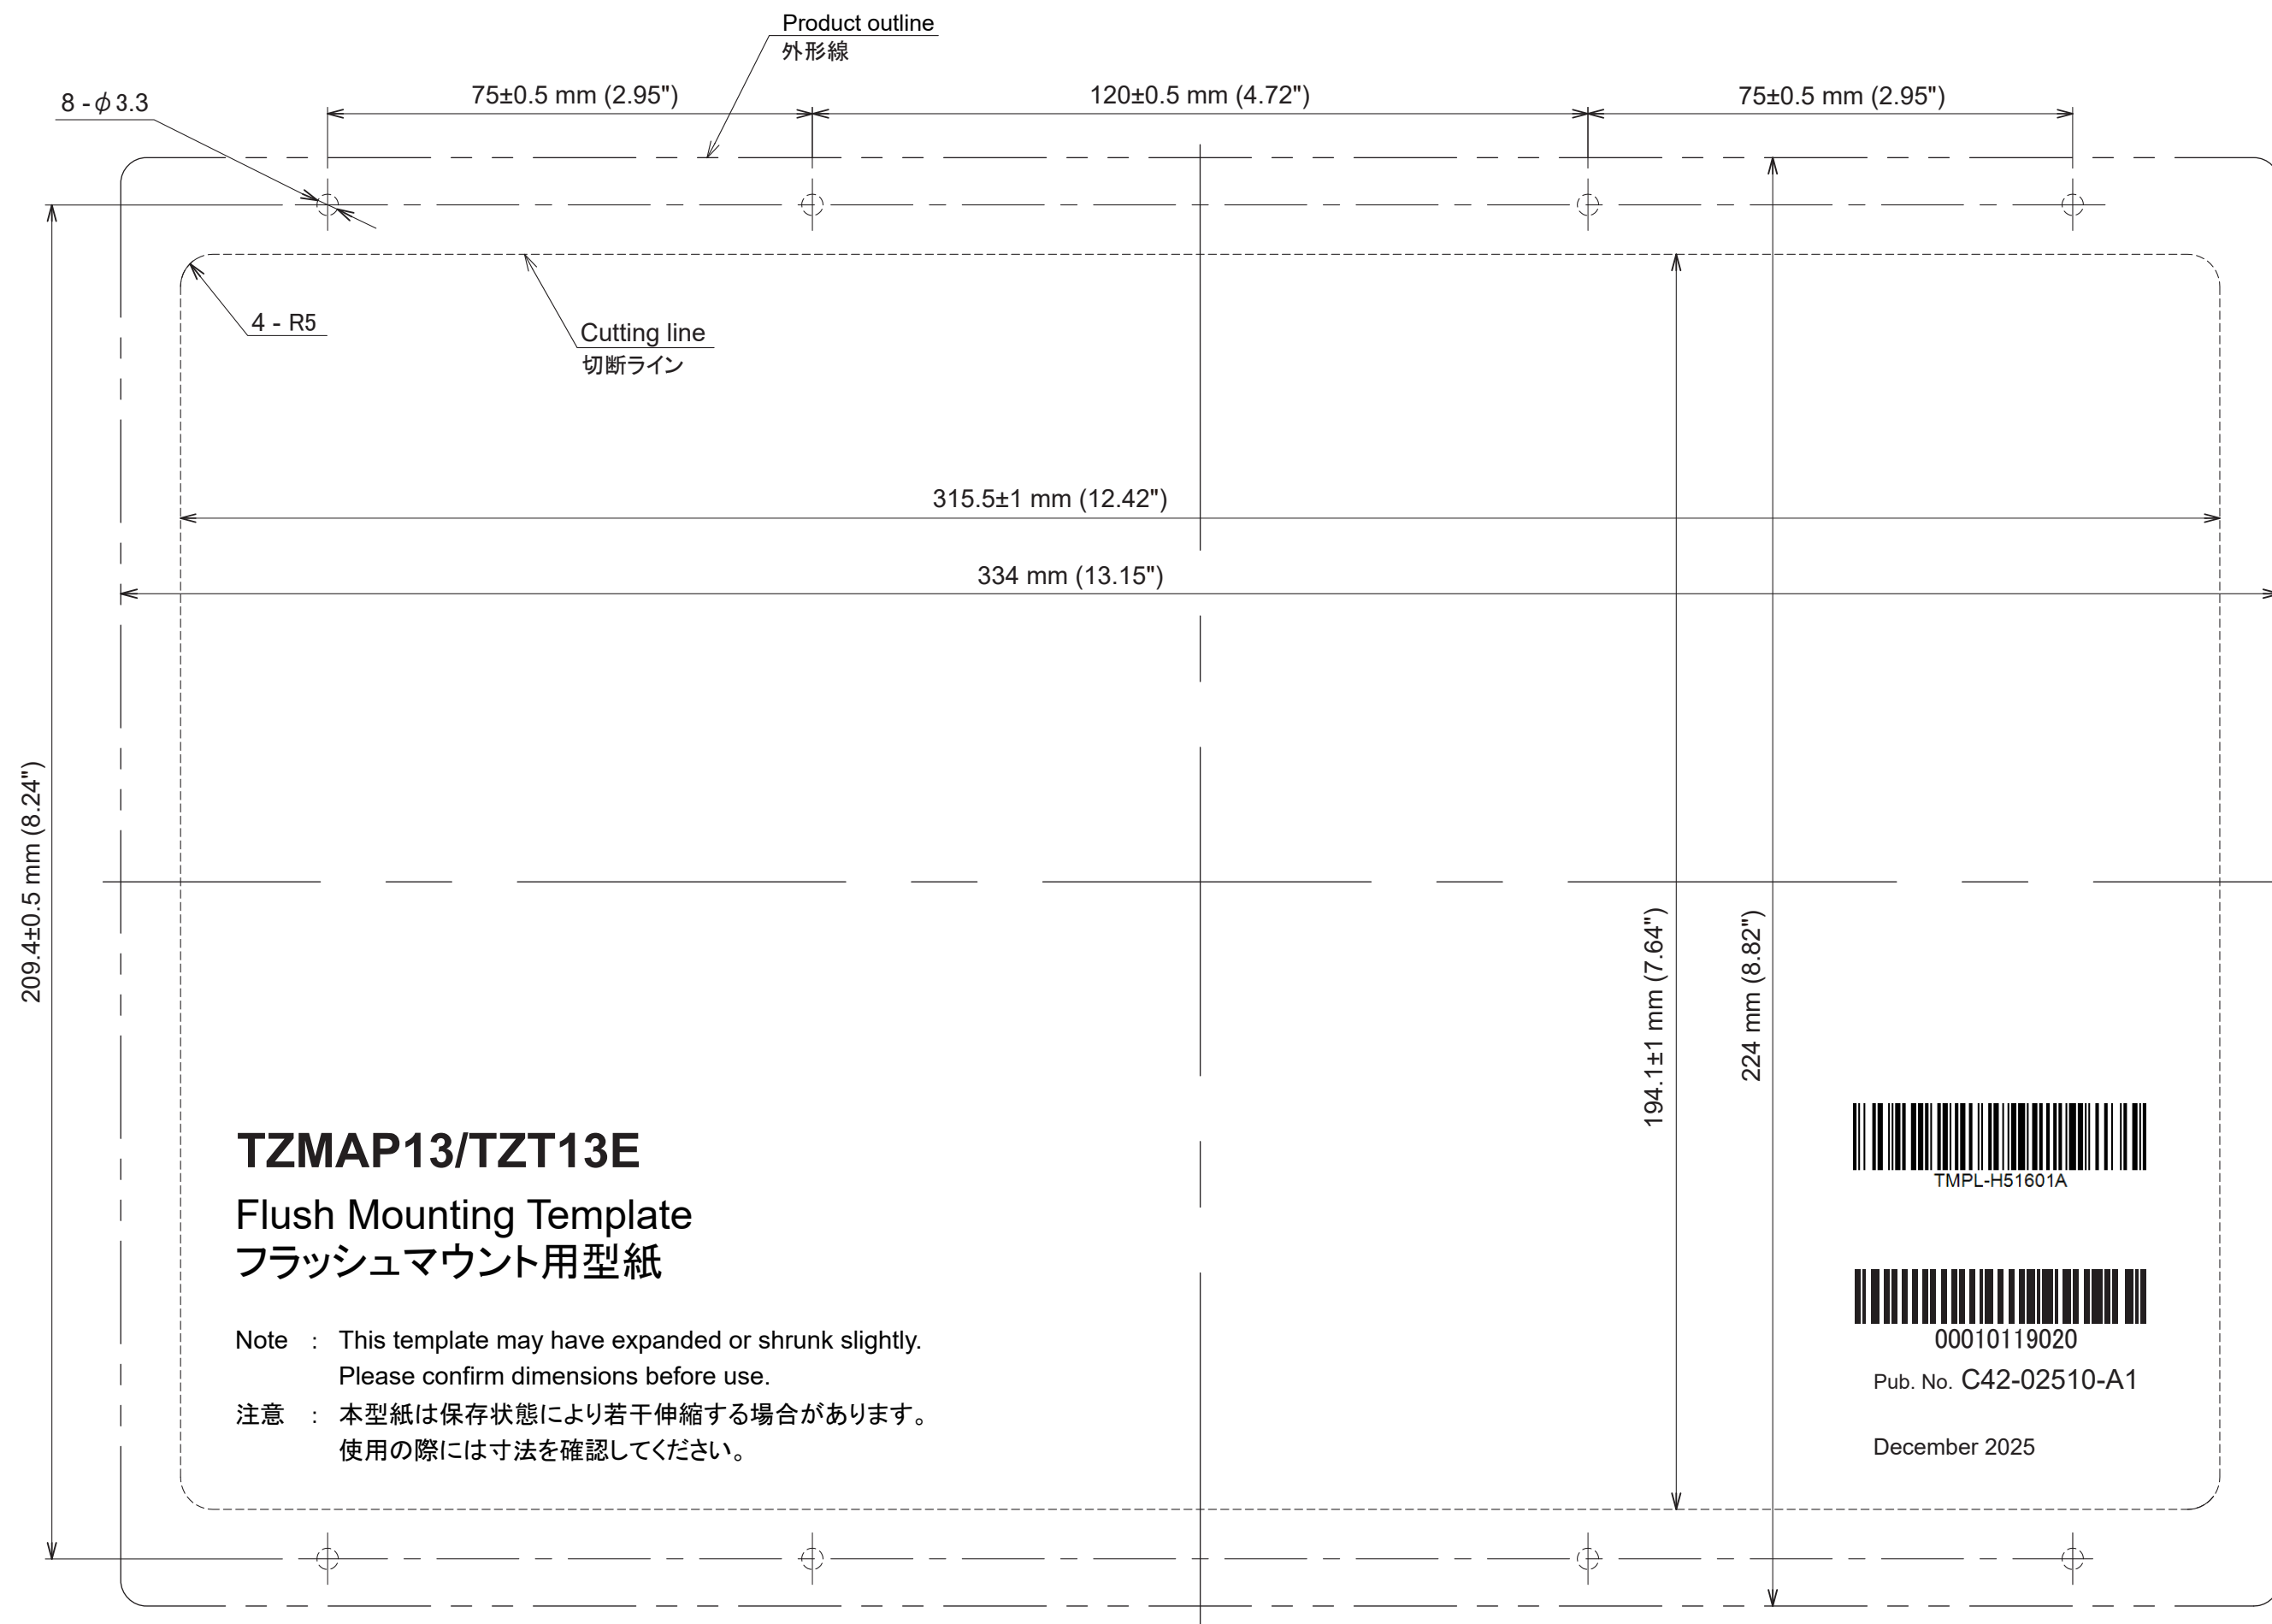 Product outline
外形線
8 - ϕ 3.3
75±0.5 mm (2.95")
120±0.5 mm (4.72")
75±0.5 mm (2.95")
4 - R5
Cutting line
切断ライン
315.5±1 mm (12.42")
334 mm (13.15")
209.4±0.5 mm (8.24")
194.1±1 mm (7.64")
224 mm (8.82")
TZMAP13/TZT13E
Flush Mounting Template
フラッシュマウント用型紙
Note : This template may have expanded or shrunk slightly.
Please confirm dimensions before use.
注意 : 本型紙は保存状態により若干伸縮する場合があります。
使用の際には寸法を確認してください。
TMPL-H51601A
00010119020
Pub. No. C42-02510-A1
December 2025